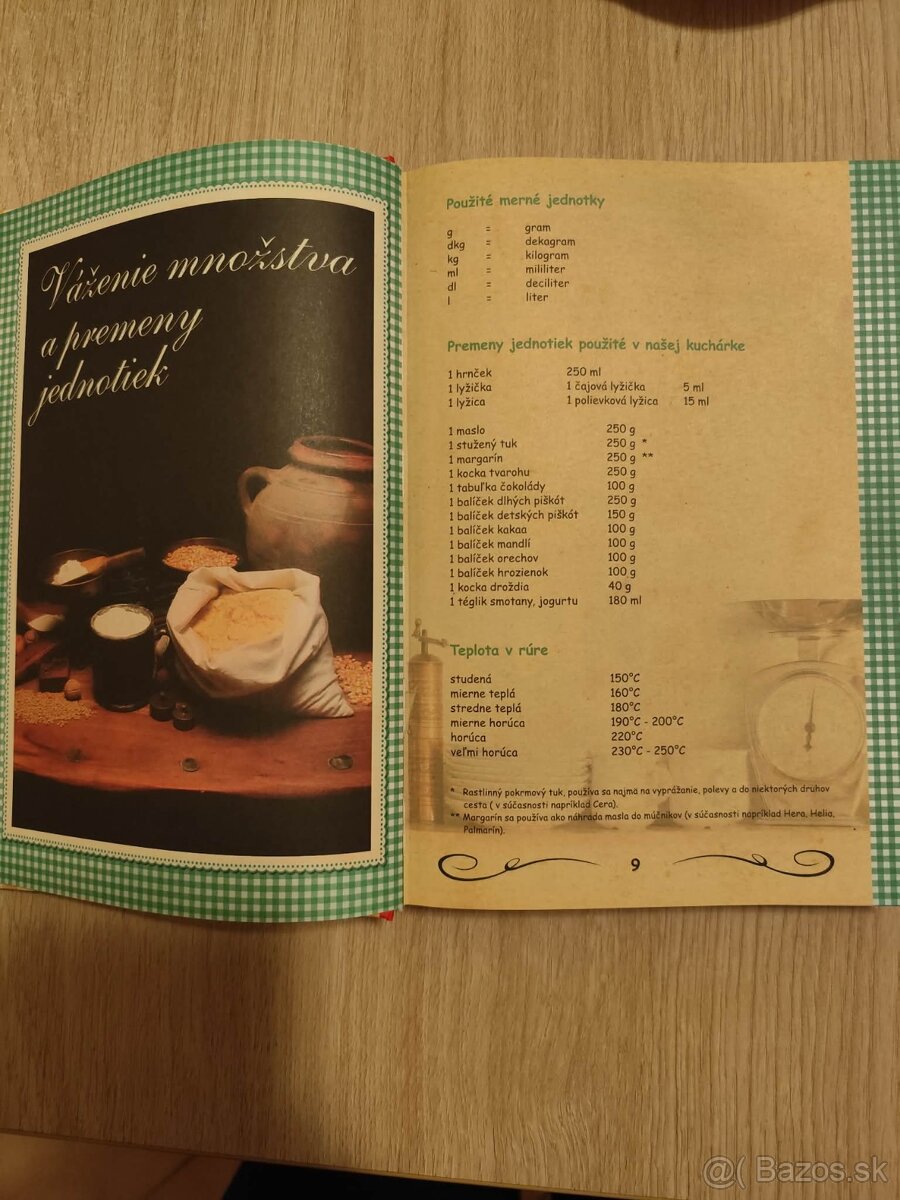 Váženie množstva
a premeny
jednotiek
Použité merné jednotky
g = gram
dkg = dekagram
kg = kilogram
ml = mililiter
dl = deciliter
l = liter
Premeny jednotiek použité v našej kuchárke
1 hrnček 250 ml
1 lyžička 1 čajová lyžička 5 ml
1 lyžica 1 polievková lyžica 15 ml
1 maslo 250 g
1 stužený tuk 250 g *
1 margarín 250 g **
1 kocka tvarohu 250 g
1 tabuľka čokolády 100 g
1 balíček dlhých piškót 250 g
1 balíček detských piškót 150 g
1 balíček kakaa 100 g
1 balíček mandlí 100 g
1 balíček orechov 100 g
1 balíček hrozienok 100 g
1 kocka droždia 40 g
1 téglik smotany, jogurtu 180 ml
Teplota v rúre
studená 150°C
mierne teplá 160°C
stredne teplá 180°C
mierne horúca 190°C - 200°C
horúca 220°C
veľmi horúca 230°C - 250°C
* Rastlinný pokrmový tuk, používa sa najmä na vyprážanie, polevy a do niektorých druhov
cesta ( v súčasnosti napríklad Cera).
** Margarín sa používa ako náhrada masla do múčnikov (v súčasnosti napríklad Hera, Helia,
Palmarín).
9
@( Bazos.sk